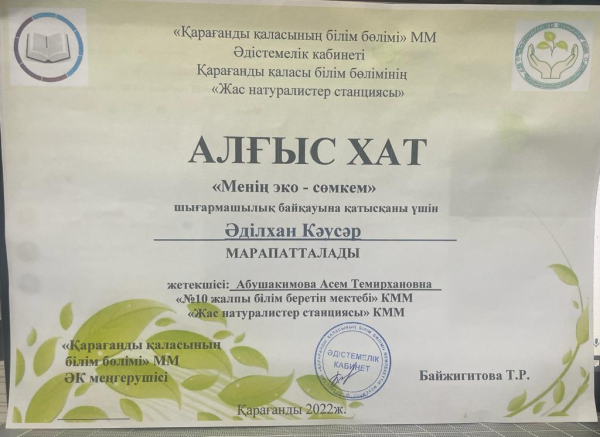 «Қарағанды қаласының білім бөлімі» ММ
Әдістемелік кабинеті
Қарағанды қаласы білім бөлімінің
«Жас натуралистер станциясы»
АЛҒЫС ХАТ
«Менің эко - сөмкем»
шығармашылық байқауына қатысқаны үшін
Әділхан Кәусәр
МАРАПАТТАЛАДЫ
жетекшісі: Абушакимова Асем Темирхановна
«№10 жалпы білім беретін мектебі» КММ
«Жас натуралистер станциясы» КММ
«Қарағанды қаласының
білім бөлімі» ММ
ӘК меңгерушісі
ӘДІСТЕМЕЛІК
КАБИНЕТ
Байжигитова Т.Р.
Қарағанды 2022ж.